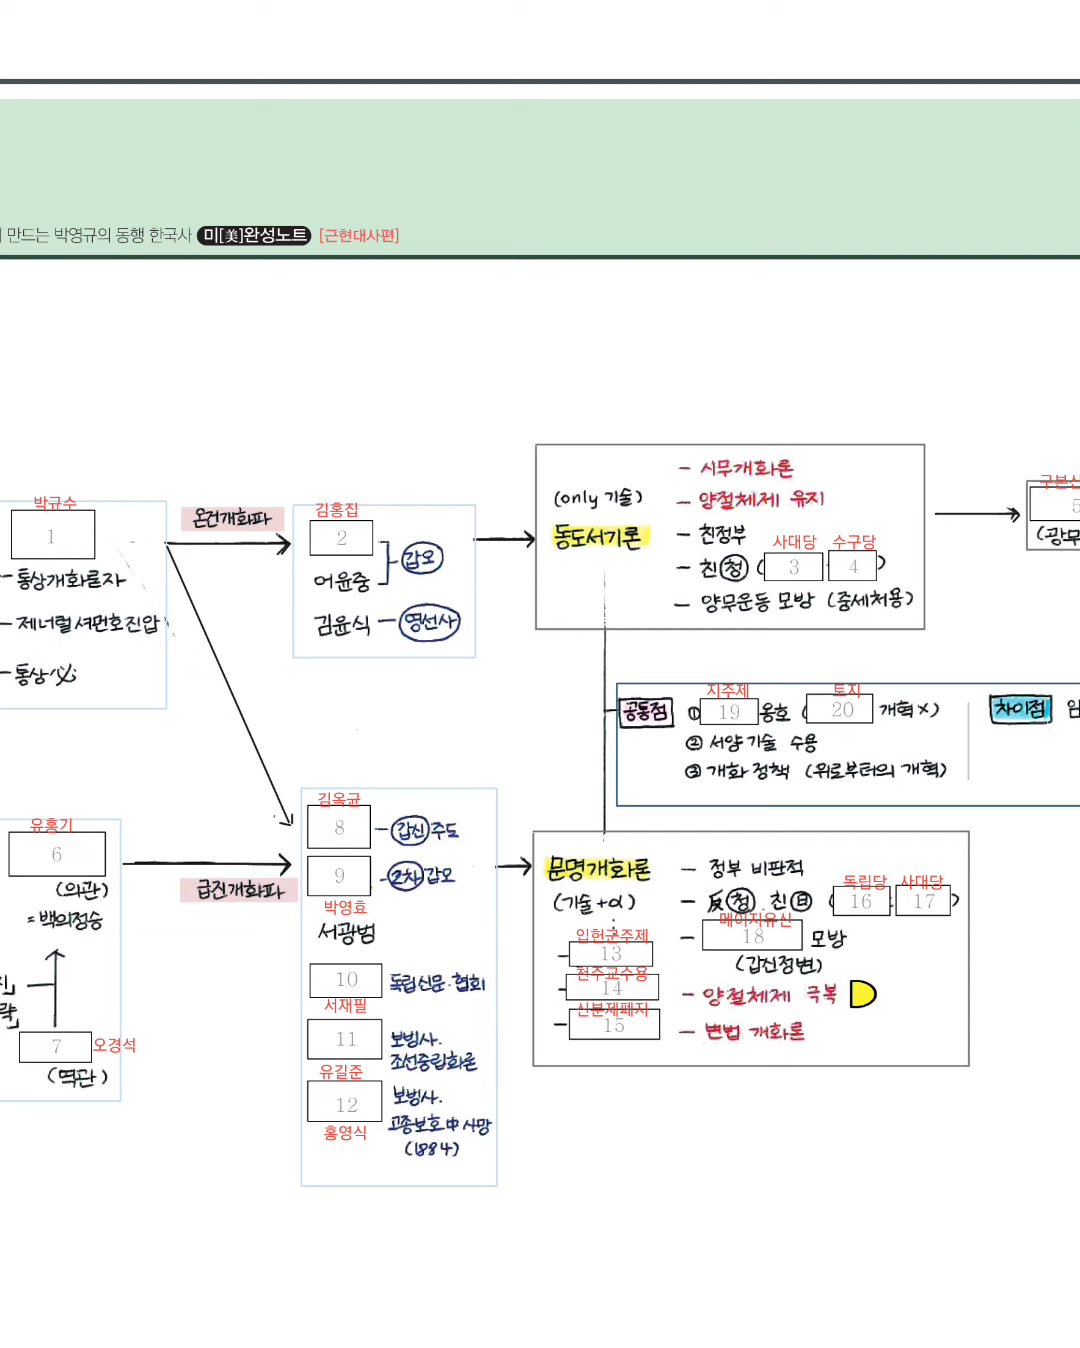 만드는 박영규의 동행 한국사 미[美]완성노트 [근현대사편]
박규수
1
- 통상개화론자
- 제너럴셔먼호진압
- 통상 必
온건개화파
김홍집
2
어윤중
갑오
김윤식 - 영선사
(only 기술)
동도서기론
- 시무개화론
- 양절체제 유지
- 친정부
사대당 수구당
- 친청 ( 3 · 4 )
- 양무운동 모방 (중체서용)
구본신
5
(광무
지주제 토지
공통점 ① 19 옹호 ( 20 개혁 X)
② 서양 기술 수용
③ 개화 정책 (위로부터의 개혁)
차이점
유홍기
6
(의관)
= 백의정승
7 오경석
(역관)
급진개화파
김옥균
8 - 갑신 주도
9 - 2차 갑오
박영효
서광범
10 독립신문·협회
서재필
11 보빙사.
조선중립화론
유길준
12 보빙사.
고종보호 中 사망
(1884)
홍영식
문명개화론
(기술+α)
입헌군주제
- 13
천주교수용
- 14
신분제폐지
- 15
- 정부 비판적
독립당 사대당
- 反청. 친日 ( 16 · 17 )
메이지유신
- 18 모방
(갑신정변)
- 양절체제 극복
- 변법 개화론